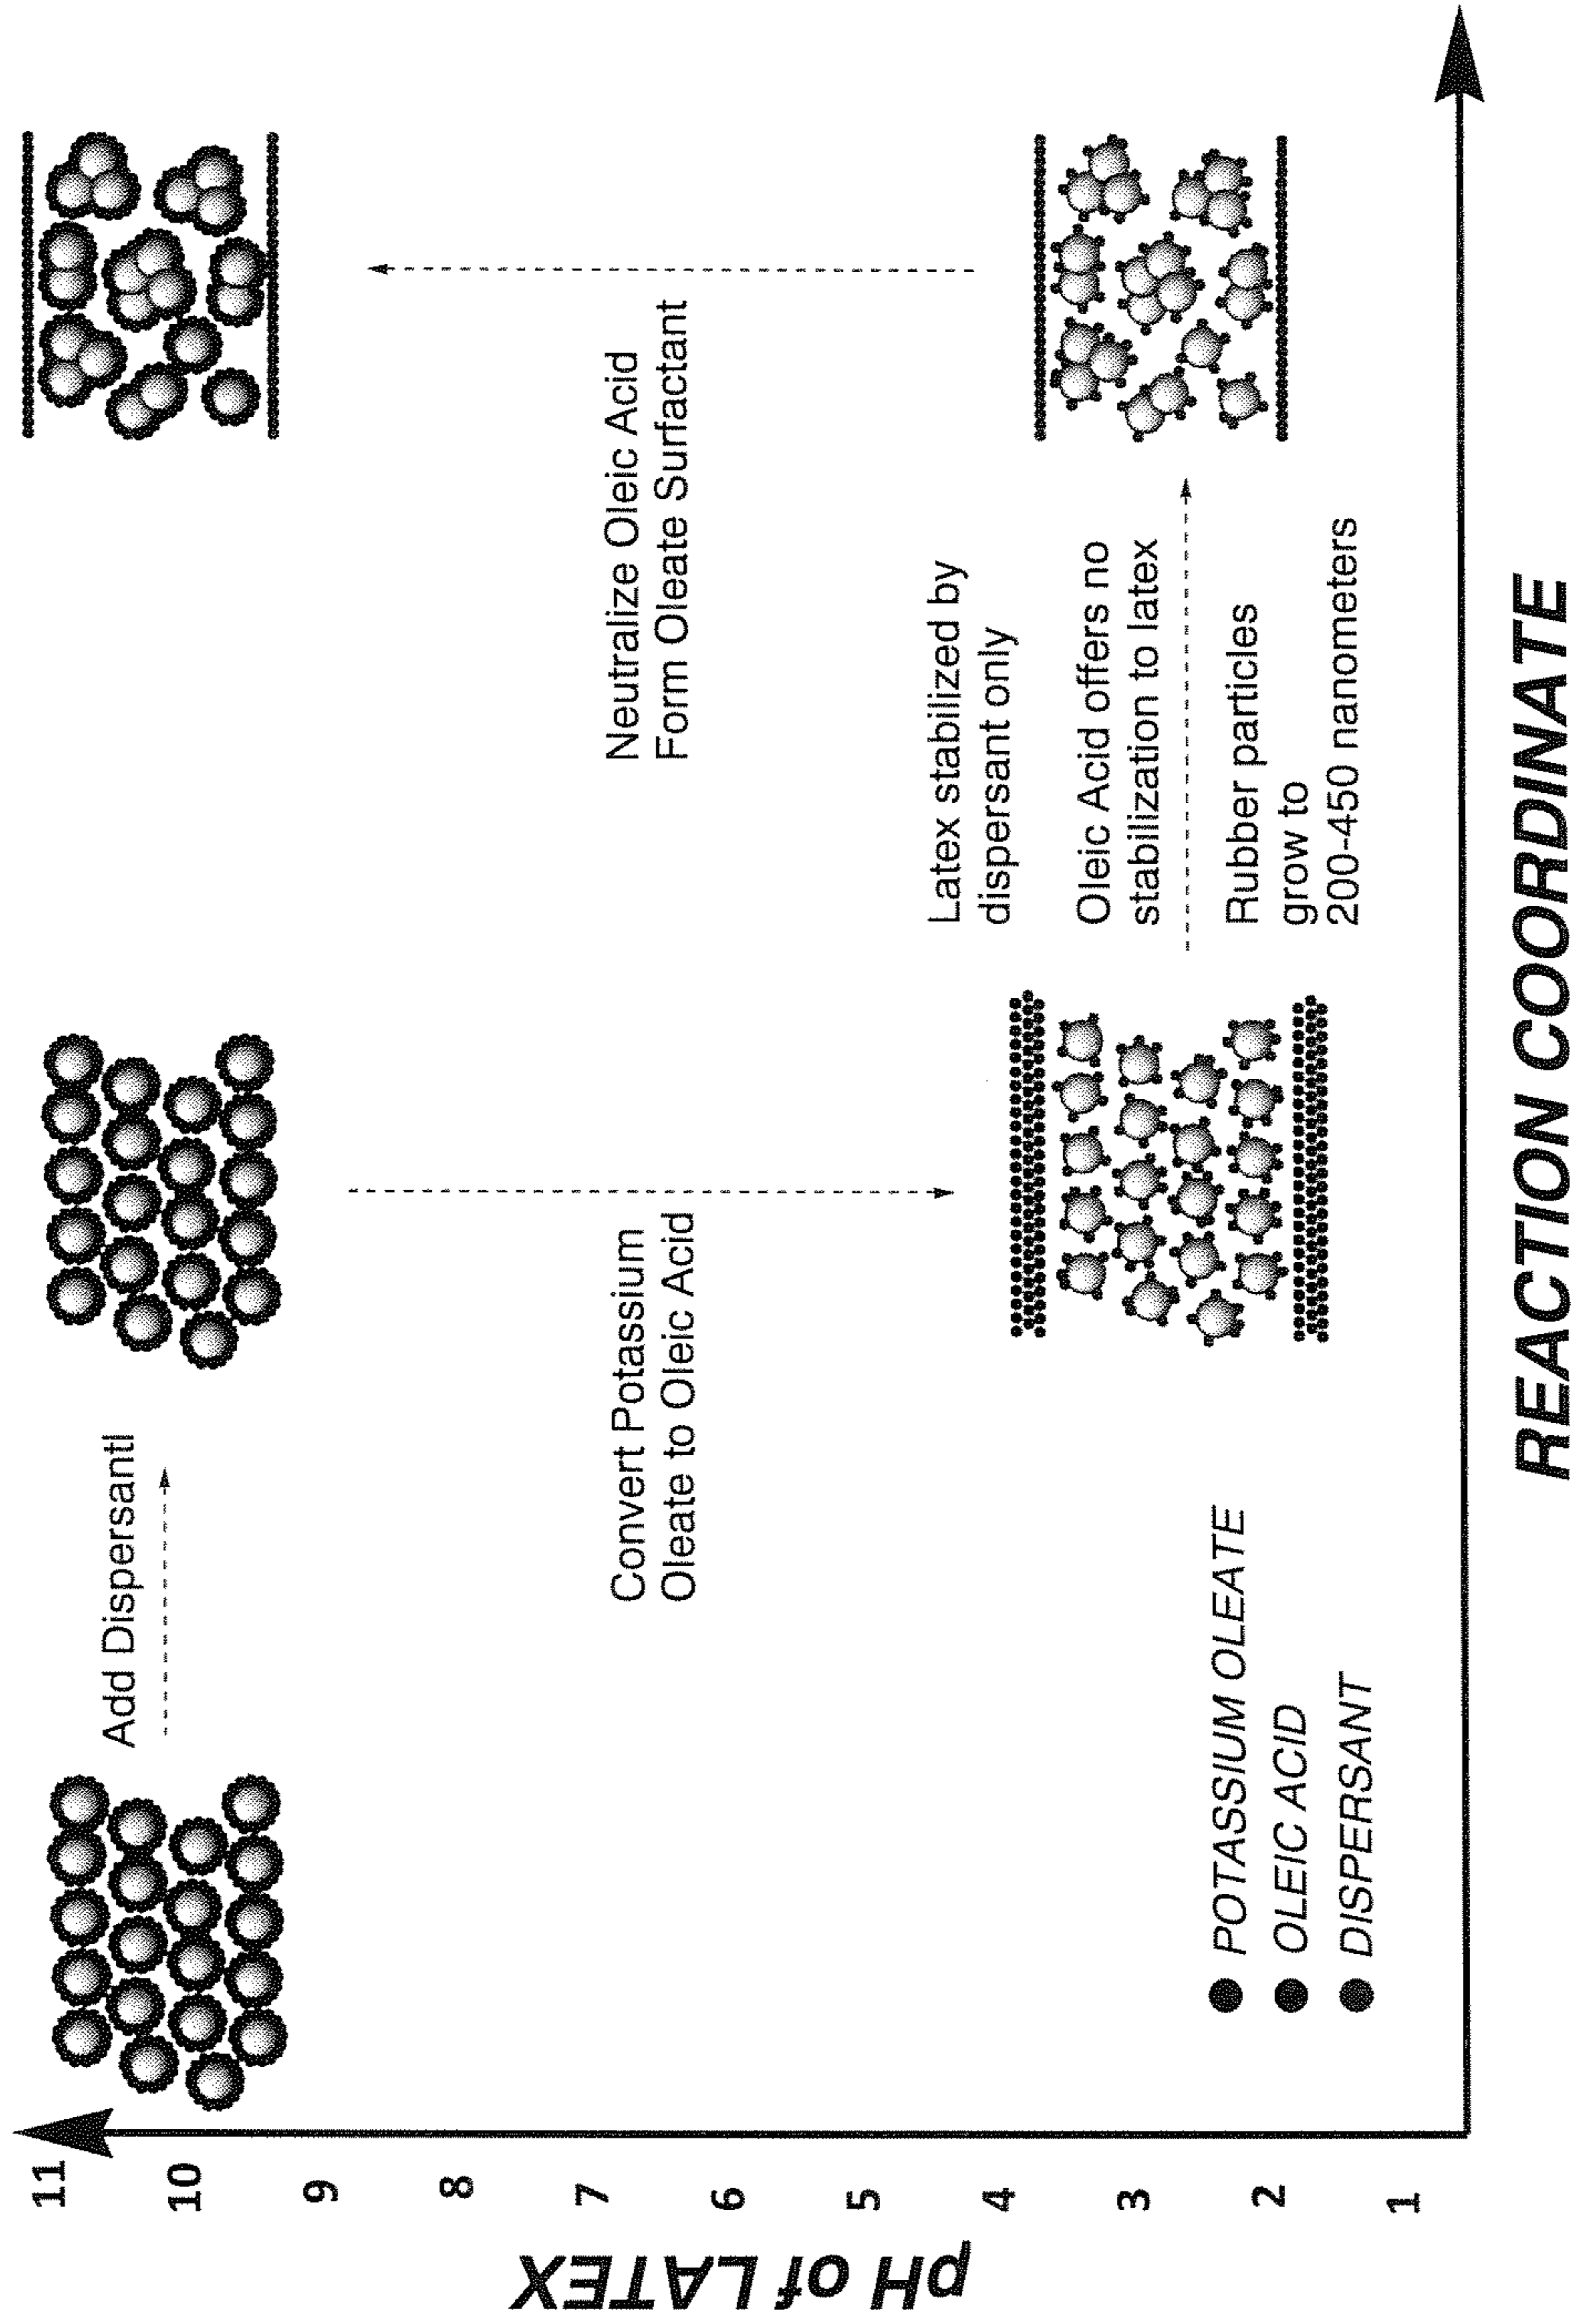 Add Dispersantl
Convert Potassium
Oleate to Oleic Acid
Neutralize Oleic Acid
Form Oleate Surfactant
Latex stabilized by
dispersant only
Oleic Acid offers no
stabilization to latex
Rubber particles
grow to
200-450 nanometers
POTASSIUM OLEATE
OLEIC ACID
DISPERSANT
11
10
9
8
7
6
5
4
3
2
1
pH of LATEX
REACTION COORDINATE